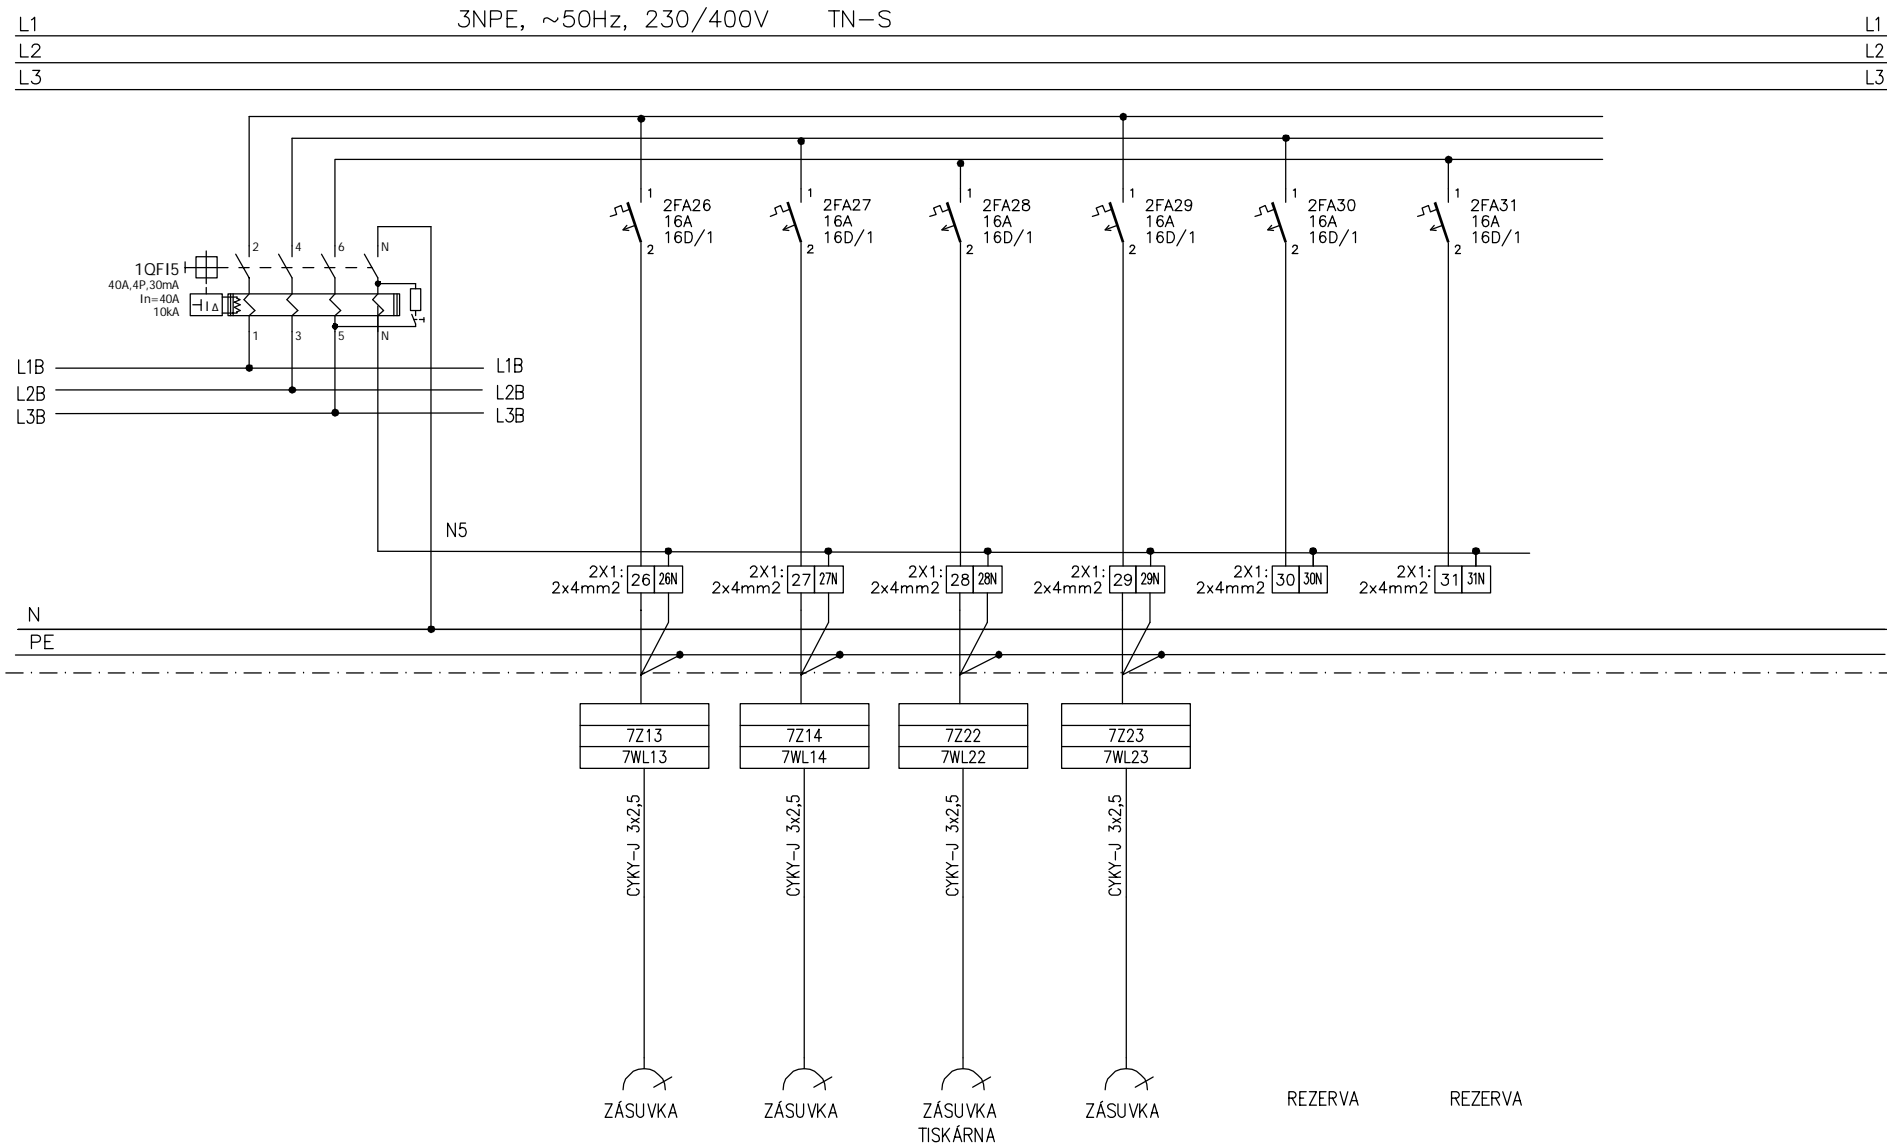 3NPE, ~50Hz, 230/400V TN-S
L1 L1
L2 L2
L3 L3
1 1 1 1 1 1
2FA26 2FA27 2FA28 2FA29 2FA30 2FA31
16A 16A 16A 16A 16A 16A
16D/1 16D/1 16D/1 16D/1 16D/1 16D/1
2 2 2 2 2 2
2 4 6 N
1QFI5
40A,4P,30mA
In=40A
10kA
I Δ
1 3 5 N
L1B L1B
L2B L2B
L3B L3B
N5
2X1: 26 26N 2X1: 27 27N 2X1: 28 28N 2X1: 29 29N 2X1: 30 30N 2X1: 31 31N
2x4mm2 2x4mm2 2x4mm2 2x4mm2 2x4mm2 2x4mm2
N
PE
7Z13 7Z14 7Z22 7Z23
7WL13 7WL14 7WL22 7WL23
CYKY-J 3x2,5 CYKY-J 3x2,5 CYKY-J 3x2,5 CYKY-J 3x2,5
ZÁSUVKA ZÁSUVKA ZÁSUVKA ZÁSUVKA REZERVA REZERVA
TISKÁRNA